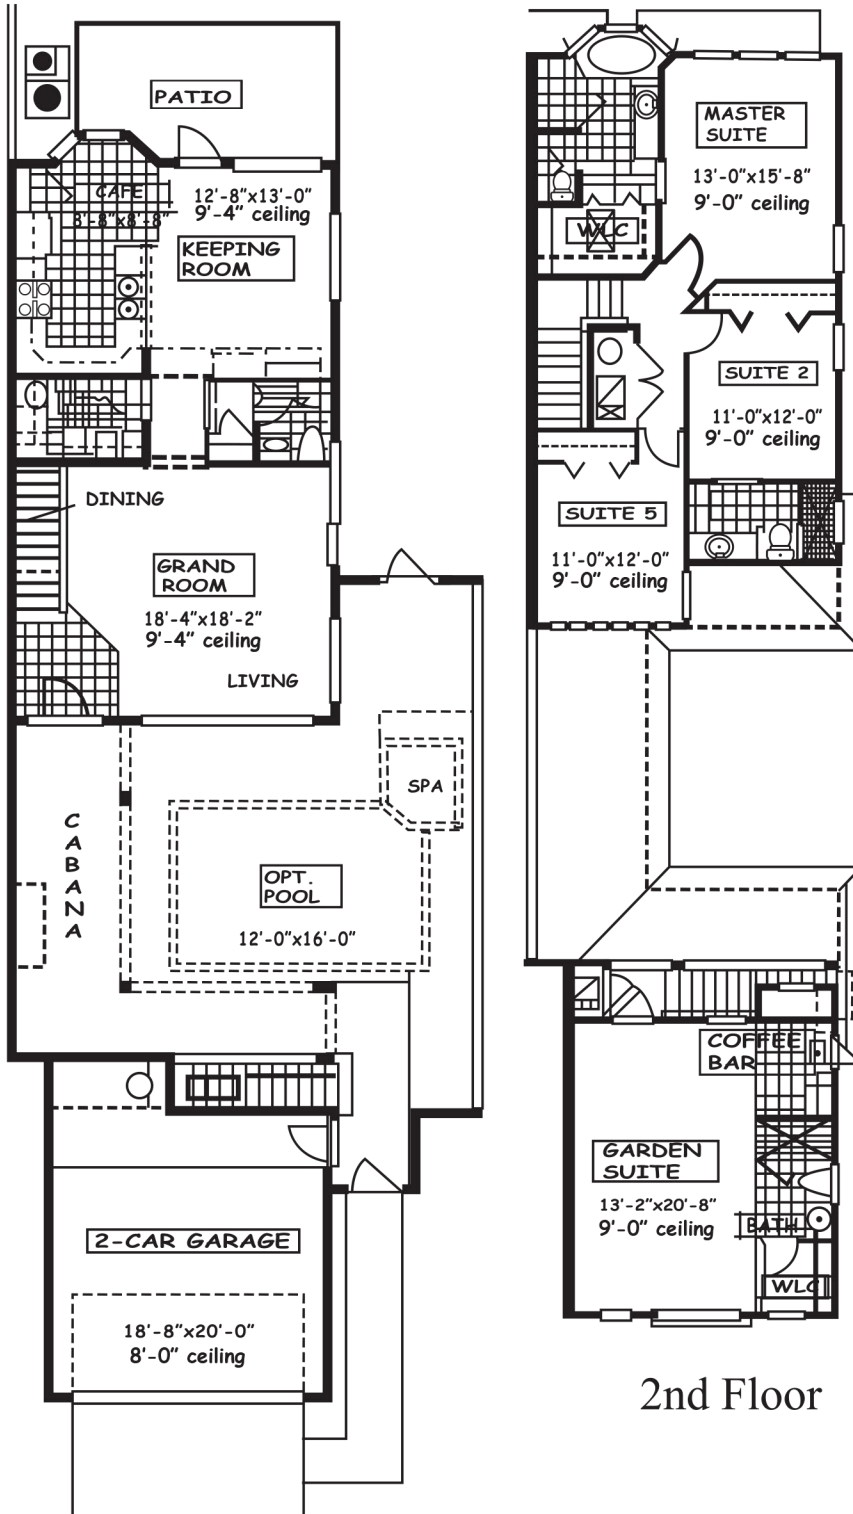 PATIO
CAFE
8'-8"x8'-8"
12'-8"x13'-0"
9'-4" ceiling
KEEPING
ROOM
DINING
GRAND
ROOM
18'-4"x18'-2"
9'-4" ceiling
LIVING
SPA
CABANA
OPT.
POOL
12'-0"x16'-0"
2-CAR GARAGE
18'-8"x20'-0"
8'-0" ceiling
MASTER
SUITE
13'-0"x15'-8"
9'-0" ceiling
WLC
SUITE 2
11'-0"x12'-0"
9'-0" ceiling
SUITE 5
11'-0"x12'-0"
9'-0" ceiling
COFFEE
BAR
GARDEN
SUITE
13'-2"x20'-8"
9'-0" ceiling
BATH
WLC
2nd Floor